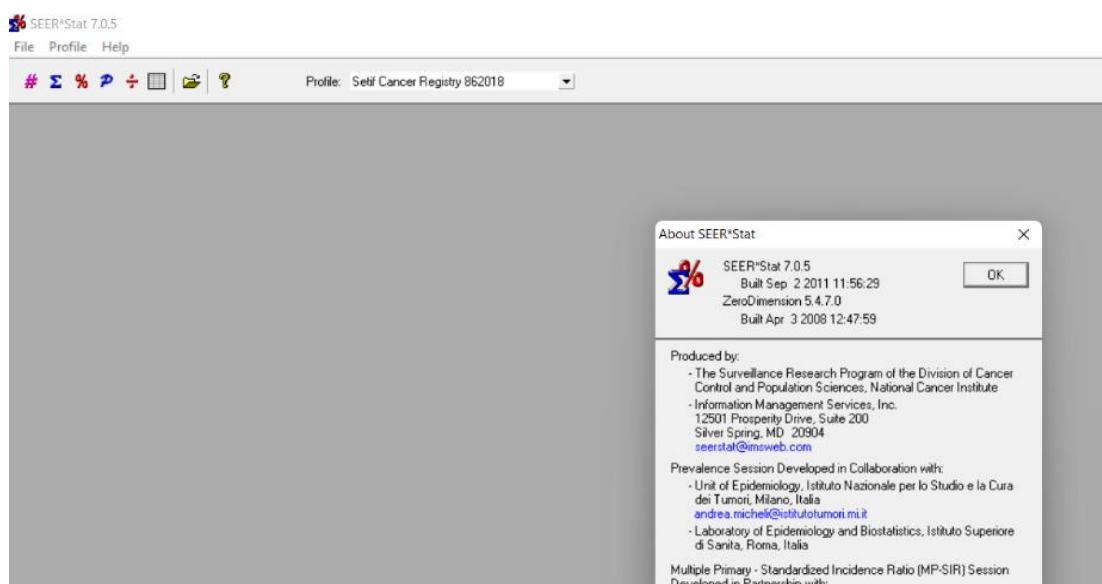 SEER*Stat 7.0.5
File Profile Help
Profile: Setif Cancer Registry 862018
About SEER*Stat
SEER*Stat 7.0.5
Built Sep 2 2011 11:56:29
ZeroDimension 5.4.7.0
Built Apr 3 2008 12:47:59
OK
Produced by:
- The Surveillance Research Program of the Division of Cancer
Control and Population Sciences, National Cancer Institute
- Information Management Services, Inc.
12501 Prosperity Drive, Suite 200
Silver Spring, MD 20904
seerstat@imsweb.com
Prevalence Session Developed in Collaboration with:
- Unit of Epidemiology, Istituto Nazionale per lo Studio e la Cura
dei Tumori, Milano, Italia
andrea.micheli@istitutotumori.mi.it
- Laboratory of Epidemiology and Biostatistics, Istituto Superiore
di Sanita, Roma, Italia
Multiple Primary - Standardized Incidence Ratio (MP-SIR) Session
Developed in Partnership with: